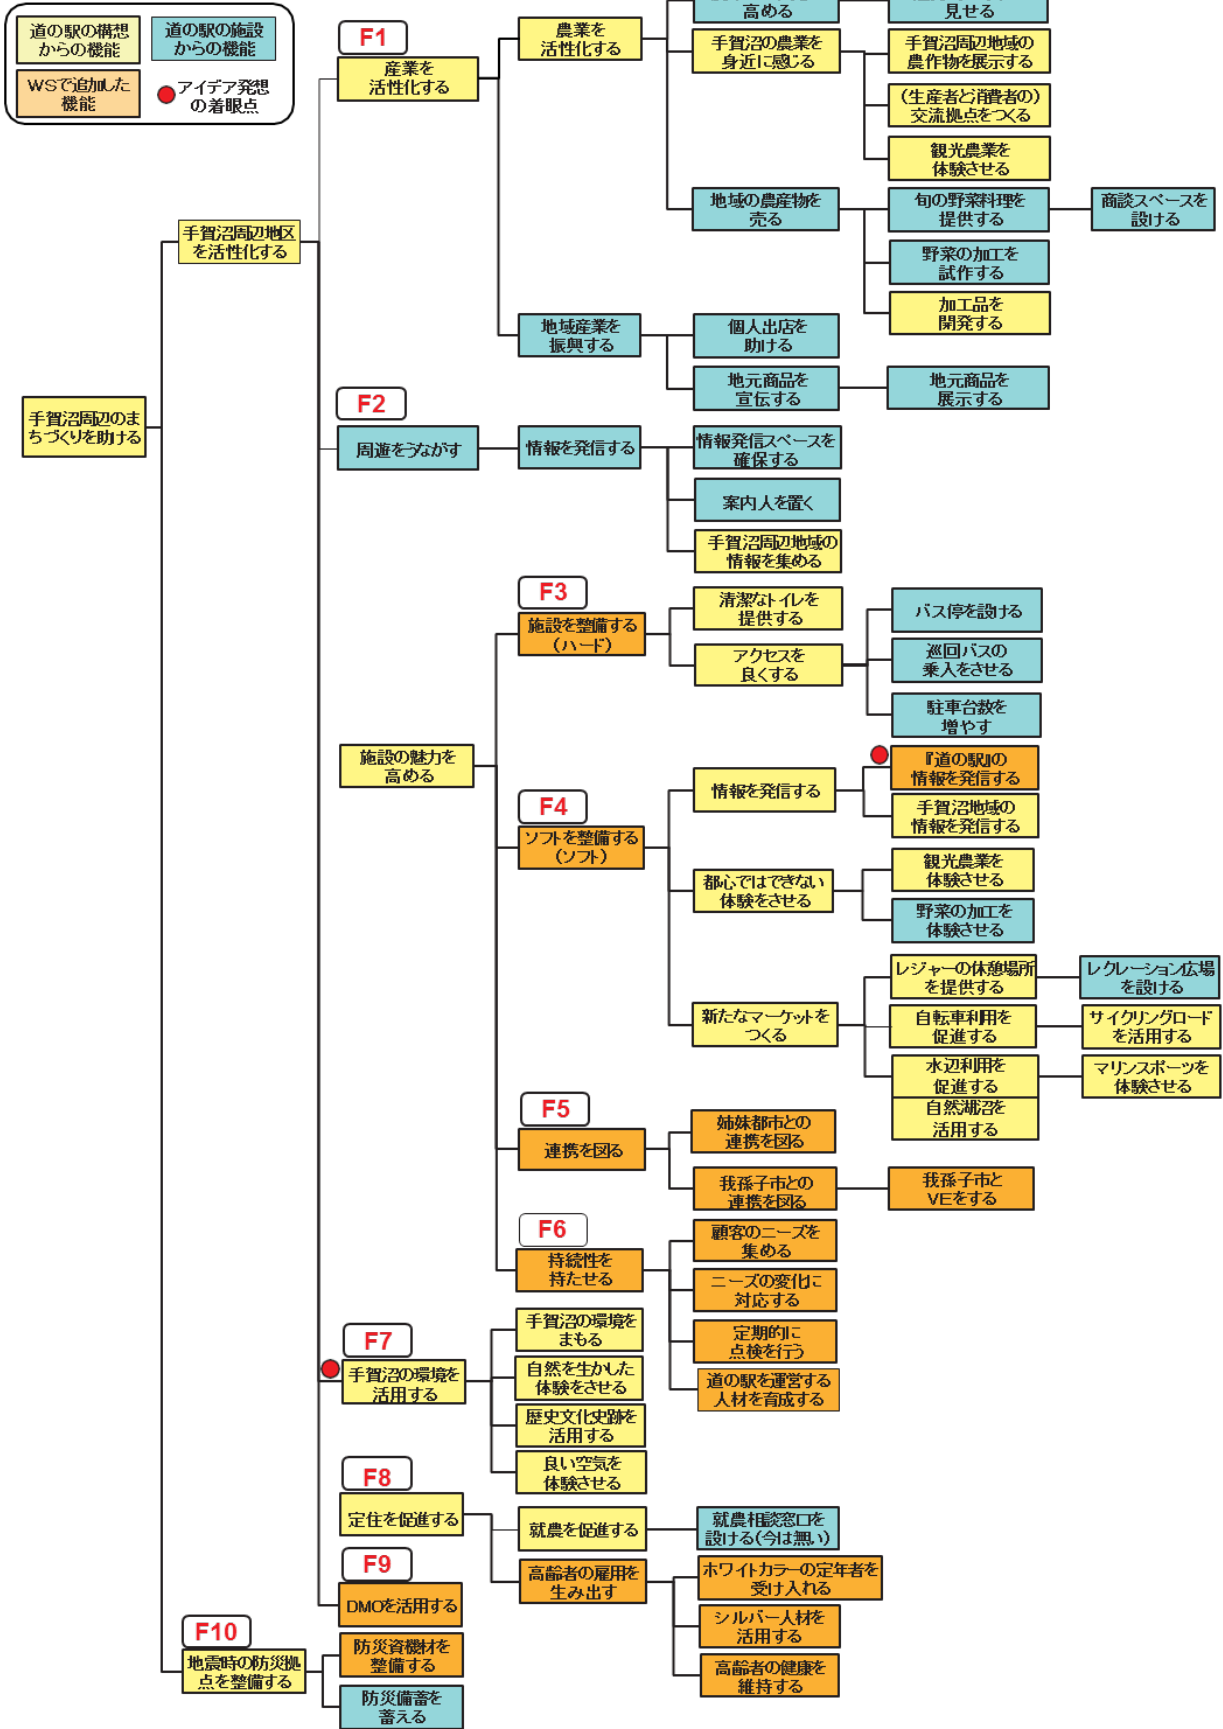 高める
見せる
道の駅の構想
からの機能
道の駅の施設
からの機能
WSで追加した
機能
アイデア発想
の着眼点
F1
産業を
活性化する
農業を
活性化する
手賀沼の農業を
身近に感じる
手賀沼周辺地域の
農作物を展示する
(生産者と消費者の)
交流拠点をつくる
観光農業を
体験させる
地域の農産物を
売る
旬の野菜料理を
提供する
商談スペースを
設ける
野菜の加工を
試作する
加工品を
開発する
手賀沼周辺地区
を活性化する
地域産業を
振興する
個人出店を
助ける
地元商品を
宣伝する
地元商品を
展示する
手賀沼周辺のま
ちづくりを助ける
F2
周遊をうながす
情報を発信する
情報発信スペースを
確保する
案内人を置く
手賀沼周辺地域の
情報を集める
F3
施設を整備する
(ハード)
清潔なトイレを
提供する
アクセスを
良くする
バス停を設ける
巡回バスの
乗入をさせる
駐車台数を
増やす
施設の魅力を
高める
F4
ソフトを整備する
(ソフト)
情報を発信する
『道の駅』の
情報を発信する
手賀沼地域の
情報を発信する
都心ではできない
体験をさせる
観光農業を
体験させる
野菜の加工を
体験させる
新たなマーケットを
つくる
レジャーの休憩場所
を提供する
レクレーション広場
を設ける
自転車利用を
促進する
サイクリングロード
を活用する
水辺利用を
促進する
マリンスポーツを
体験させる
自然湖沼を
活用する
F5
連携を図る
姉妹都市との
連携を図る
我孫子市との
連携を図る
我孫子市と
VEをする
F6
持続性を
持たせる
顧客のニーズを
集める
ニーズの変化に
対応する
定期的に
点検を行う
道の駅を運営する
人材を育成する
F7
手賀沼の環境を
活用する
手賀沼の環境を
まもる
自然を生かした
体験をさせる
歴史文化史跡を
活用する
良い空気を
体験させる
F8
定住を促進する
就農を促進する
就農相談窓口を
設ける(今は無い)
高齢者の雇用を
生み出す
ホワイトカラーの定年者を
受け入れる
シルバー人材を
活用する
高齢者の健康を
維持する
F9
DMOを活用する
F10
地震時の防災拠
点を整備する
防災資機材を
整備する
防災備蓄を
蓄える